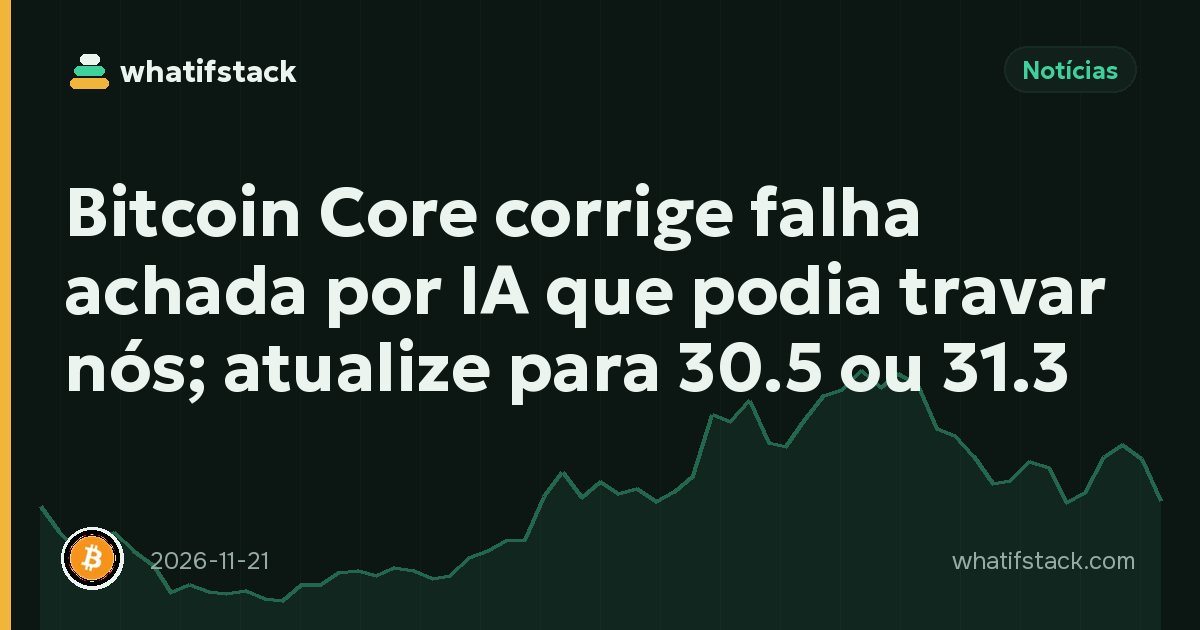 whatifstack
Notícias
Bitcoin Core corrige falha
achada por IA que podia travar
nós; atualize para 30.5 ou 31.3
2026-11-21
whatifstack.com